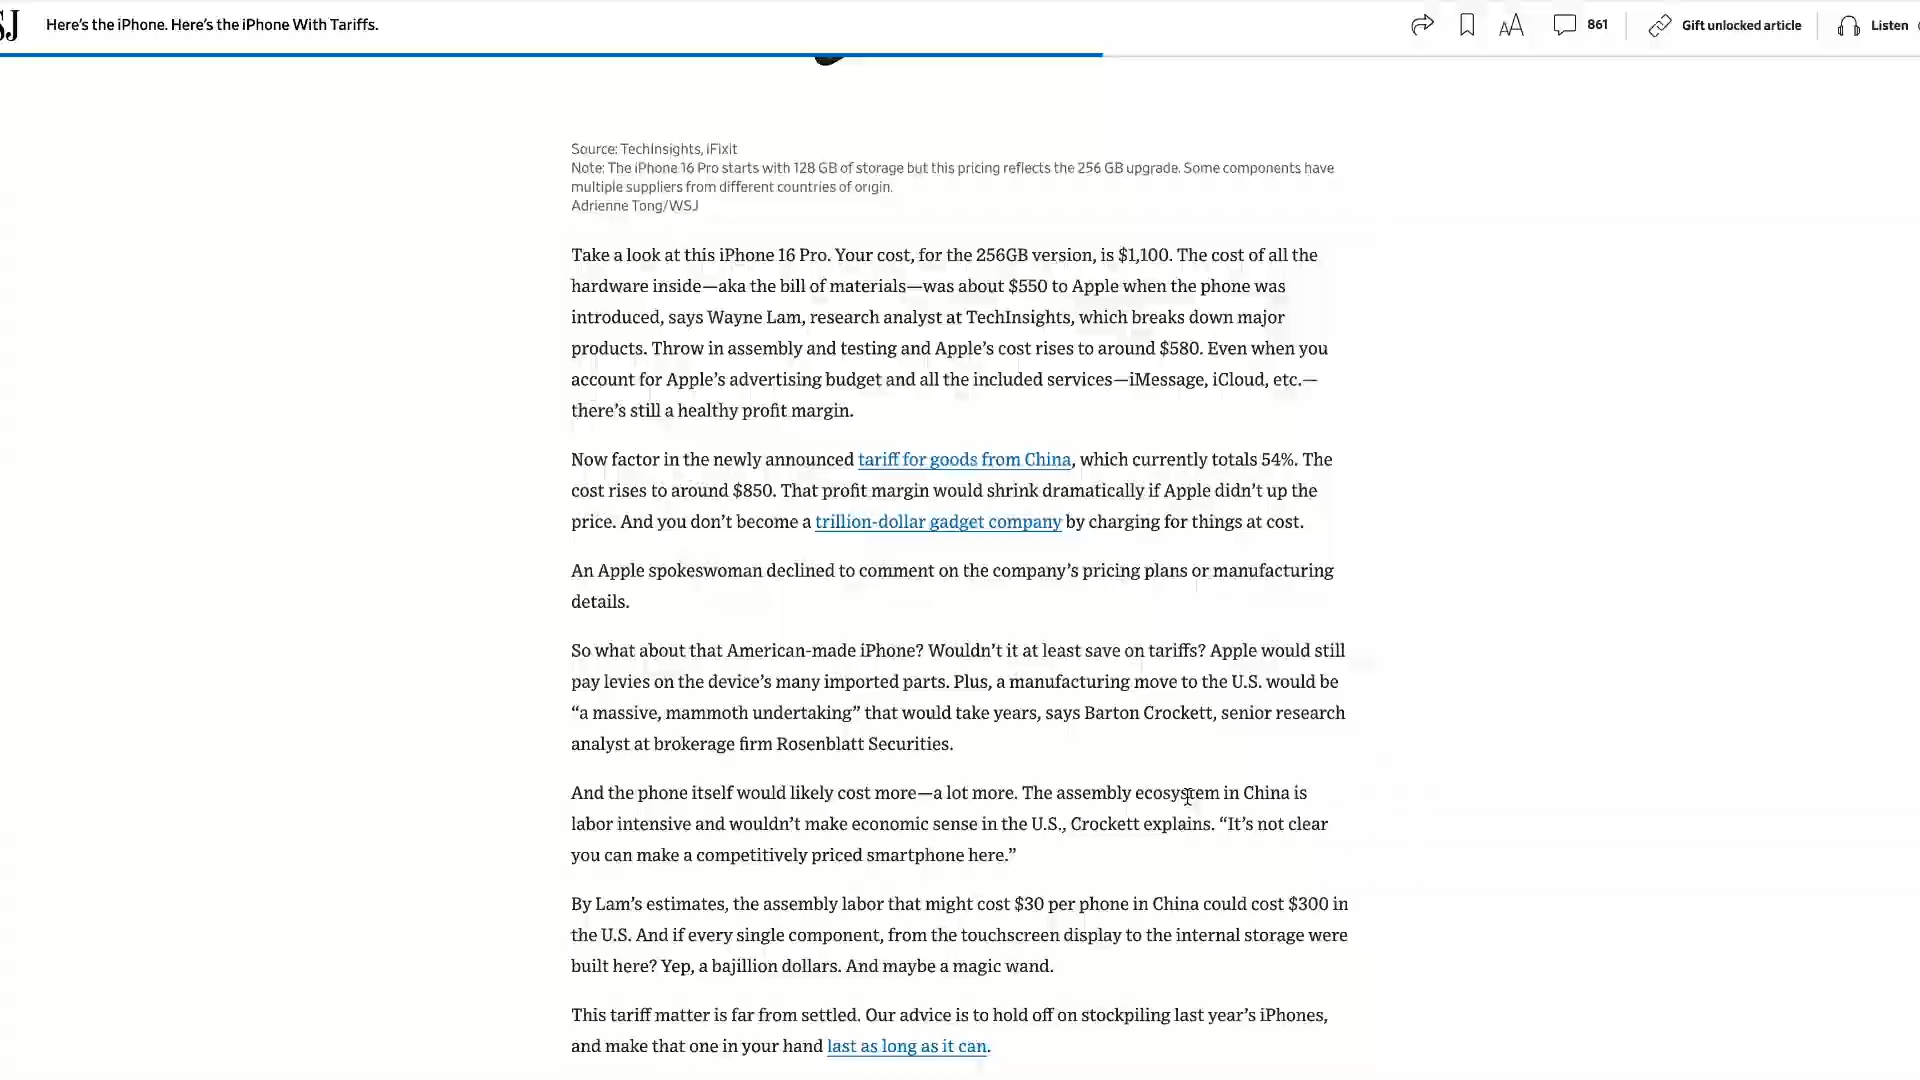 SJ
Here's the iPhone. Here's the iPhone With Tariffs.
861
Gift unlocked article
Listen
Source: TechInsights, iFixit
Note: The iPhone 16 Pro starts with 128 GB of storage but this pricing reflects the 256 GB upgrade. Some components have
multiple suppliers from different countries of origin.
Adrienne Tong/WSJ
Take a look at this iPhone 16 Pro. Your cost, for the 256GB version, is $1,100. The cost of all the
hardware inside—aka the bill of materials—was about $550 to Apple when the phone was
introduced, says Wayne Lam, research analyst at TechInsights, which breaks down major
products. Throw in assembly and testing and Apple's cost rises to around $580. Even when you
account for Apple's advertising budget and all the included services—iMessage, iCloud, etc.—
there's still a healthy profit margin.
Now factor in the newly announced tariff for goods from China, which currently totals 54%. The
cost rises to around $850. That profit margin would shrink dramatically if Apple didn't up the
price. And you don't become a trillion-dollar gadget company by charging for things at cost.
An Apple spokeswoman declined to comment on the company's pricing plans or manufacturing
details.
So what about that American-made iPhone? Wouldn't it at least save on tariffs? Apple would still
pay levies on the device's many imported parts. Plus, a manufacturing move to the U.S. would be
“a massive, mammoth undertaking” that would take years, says Barton Crockett, senior research
analyst at brokerage firm Rosenblatt Securities.
And the phone itself would likely cost more—a lot more. The assembly ecosystem in China is
labor intensive and wouldn't make economic sense in the U.S., Crockett explains. “It's not clear
you can make a competitively priced smartphone here.”
By Lam's estimates, the assembly labor that might cost $30 per phone in China could cost $300 in
the U.S. And if every single component, from the touchscreen display to the internal storage were
built here? Yep, a bajillion dollars. And maybe a magic wand.
This tariff matter is far from settled. Our advice is to hold off on stockpiling last year's iPhones,
and make that one in your hand last as long as it can.